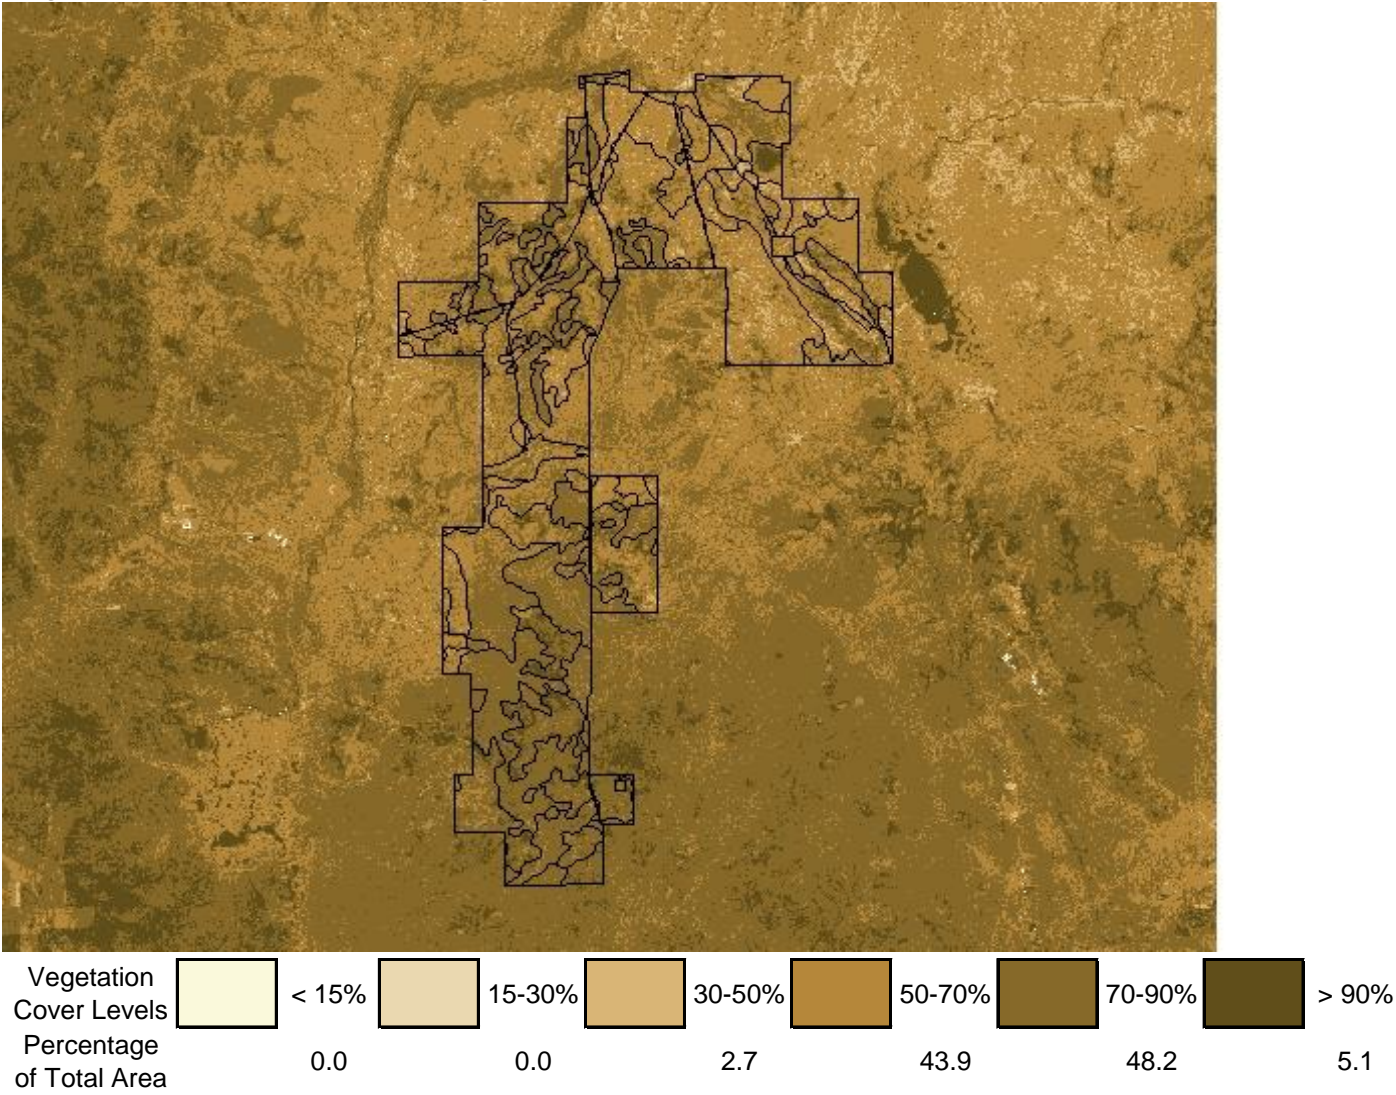 Vegetation Cover Levels
< 15% 15-30% 30-50% 50-70% 70-90% > 90%
Percentage of Total Area
0.0 0.0 2.7 43.9 48.2 5.1